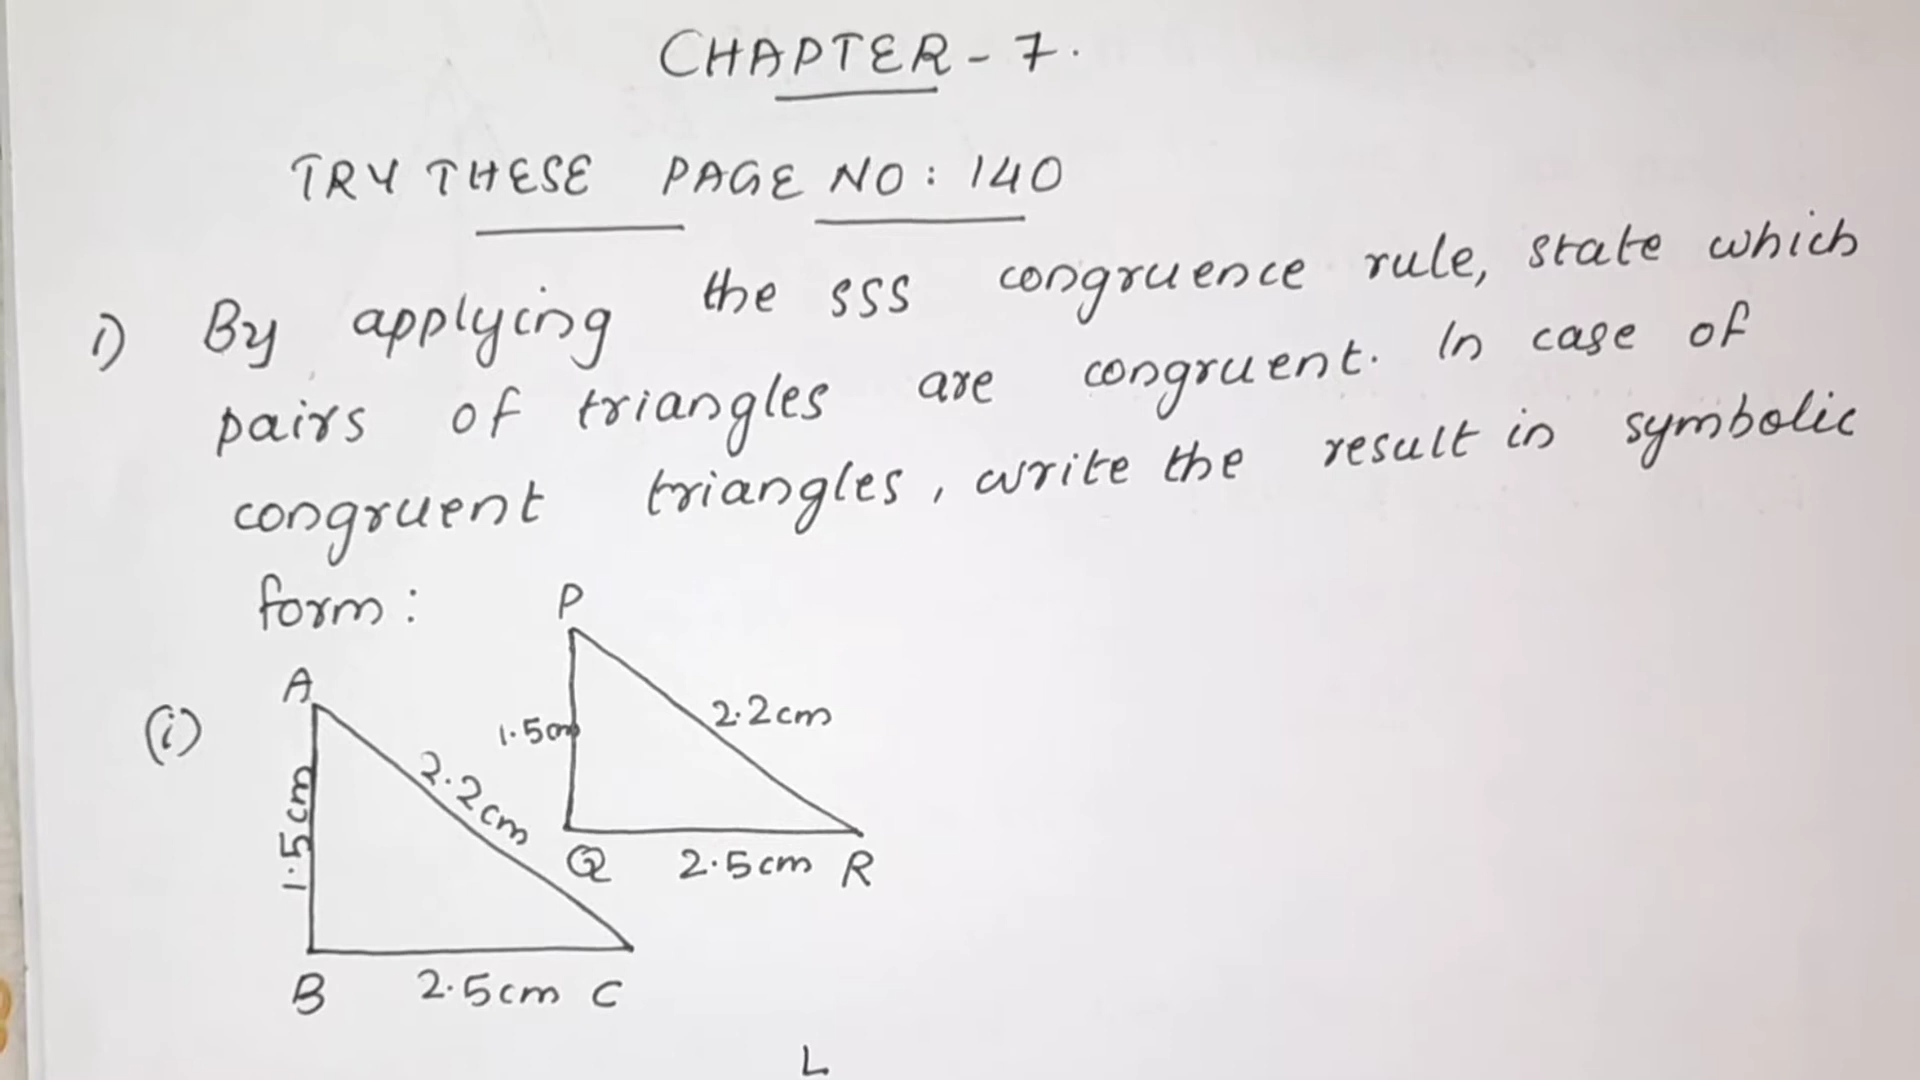 CHAPTER - 7.
TRY THESE PAGE NO: 140
1) By applying the SSS congruence rule, state which
pairs of triangles are congruent. In case of
congruent triangles, write the result in symbolic
form:
P
A
(i)
1.5cm
2.2cm
2.2cm
1.5cm
Q 2.5cm R
B 2.5cm C
L